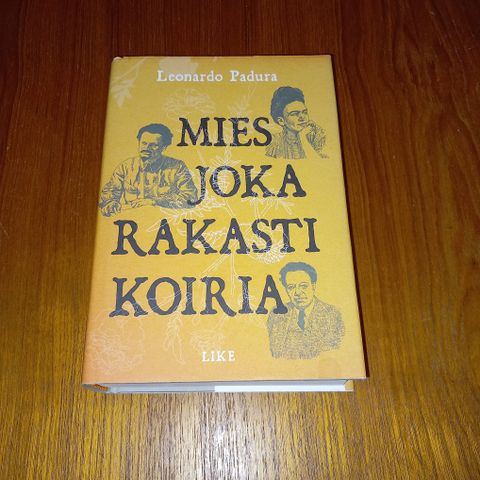 Leonardo Padura
MIES
JOKA
RAKASTI
KOIRIA
LIKE